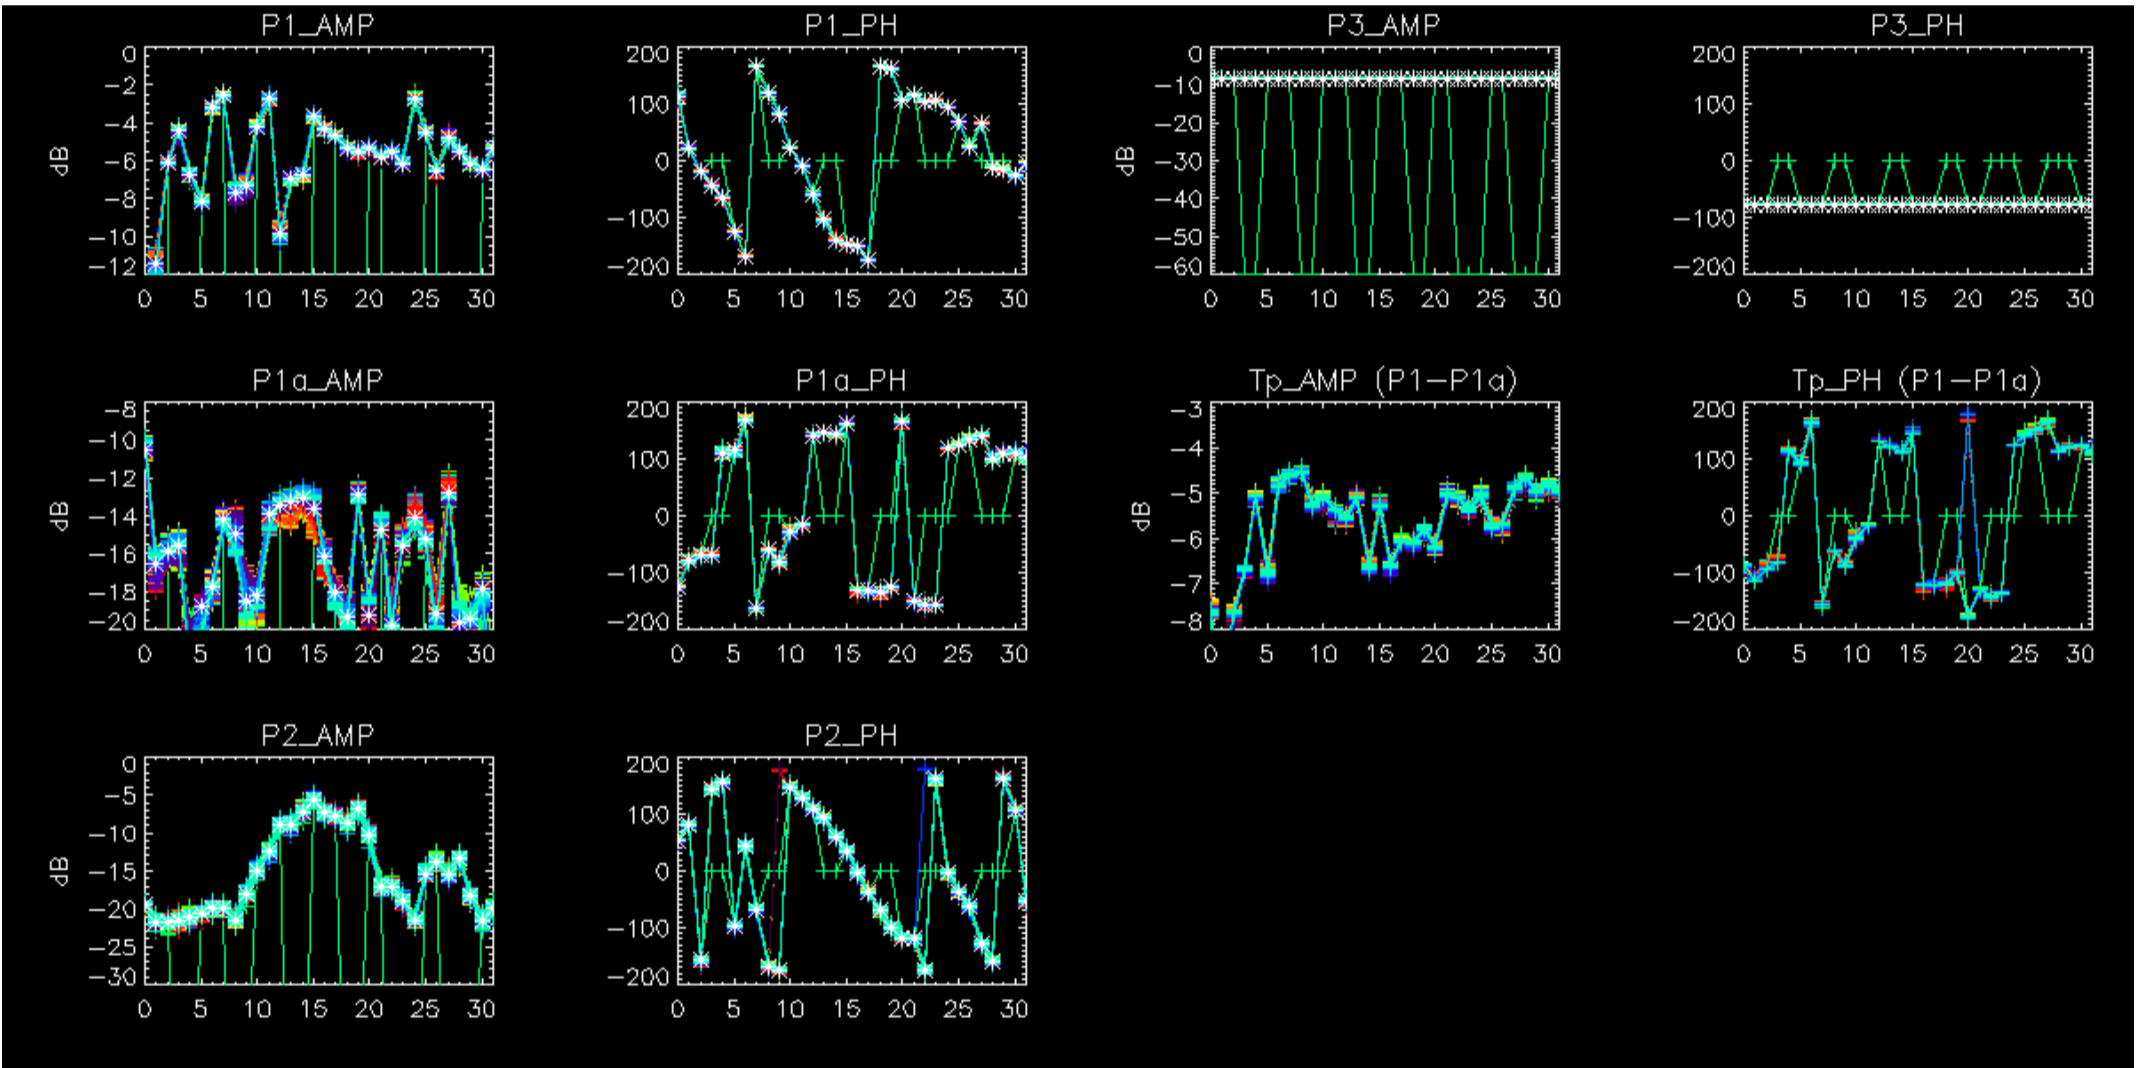 P1_AMP
0
−2
−4
−6
−8
−10
−12
dB
0 5 10 15 20 25 30
P1_PH
200
100
0
−100
−200
0 5 10 15 20 25 30
P3_AMP
0
−10
−20
−30
−40
−50
−60
dB
0 5 10 15 20 25 30
P3_PH
200
100
0
−100
−200
0 5 10 15 20 25 30
P1a_AMP
−8
−10
−12
−14
−16
−18
−20
dB
0 5 10 15 20 25 30
P1a_PH
200
100
0
−100
−200
0 5 10 15 20 25 30
Tp_AMP (P1−P1a)
−3
−4
−5
−6
−7
−8
dB
0 5 10 15 20 25 30
Tp_PH (P1−P1a)
200
100
0
−100
−200
0 5 10 15 20 25 30
P2_AMP
0
−5
−10
−15
−20
−25
−30
dB
0 5 10 15 20 25 30
P2_PH
200
100
0
−100
−200
0 5 10 15 20 25 30